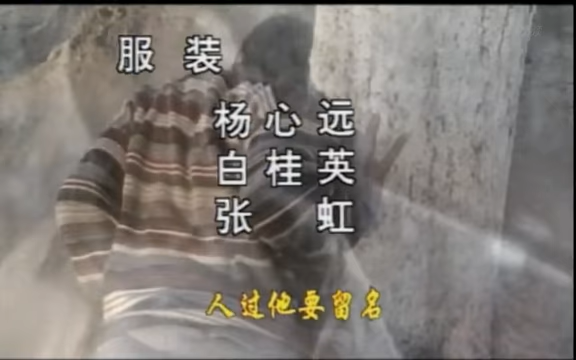 服装
杨心远
白桂英
张虹
人过他要留名